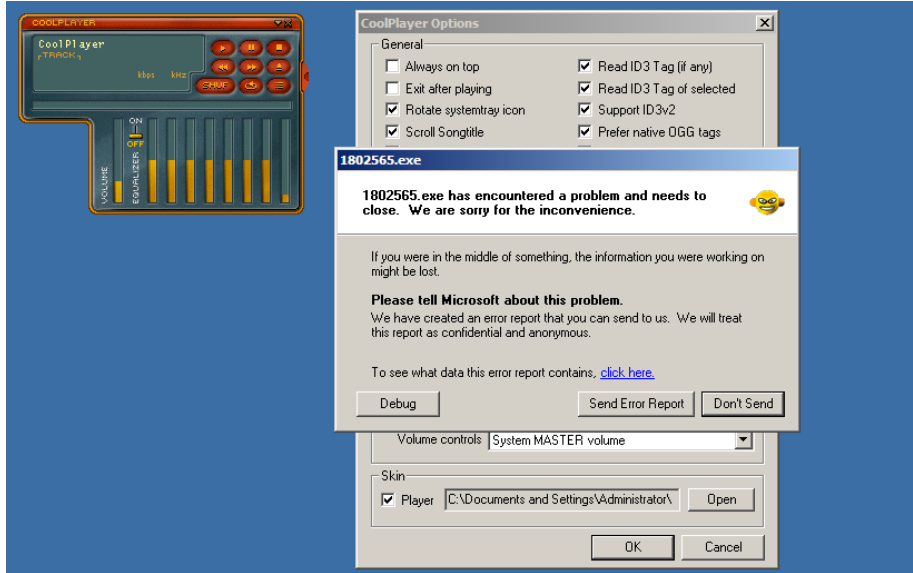 COOLPLAYER
CoolPlayer
TRACK
kbps kHz
SHUF
ON
OFF
VOLUME
EQUALIZER
CoolPlayer Options
General
Always on top
Read ID3 Tag (if any)
Exit after playing
Read ID3 Tag of selected
Rotate systemtray icon
Support ID3v2
Scroll Songtitle
Prefer native OGG tags
1802565.exe
1802565.exe has encountered a problem and needs to
close. We are sorry for the inconvenience.
If you were in the middle of something, the information you were working on
might be lost.
Please tell Microsoft about this problem.
We have created an error report that you can send to us. We will treat
this report as confidential and anonymous.
To see what data this error report contains, click here.
Debug
Send Error Report
Don't Send
Volume controls System MASTER volume
Skin
Player C:\Documents and Settings\Administrator\ Open
OK
Cancel